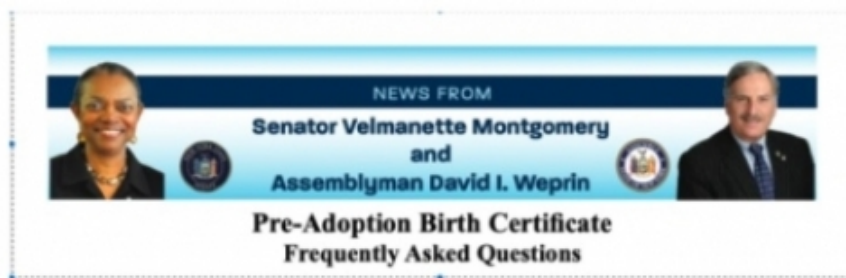 NEWS FROM
Senator Velmanette Montgomery
and
Assemblyman David I. Weprin
Pre-Adoption Birth Certificate
Frequently Asked Questions